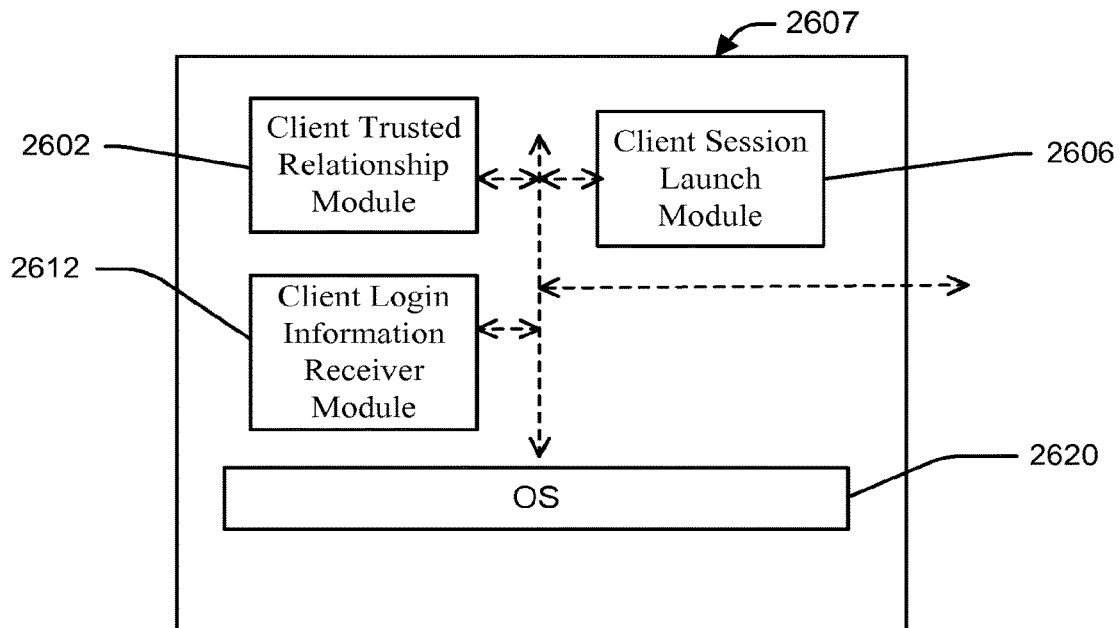 2607
Client Trusted
Relationship
Module
2602
Client Session
Launch
Module
2606
2612
Client Login
Information
Receiver
Module
2620
OS